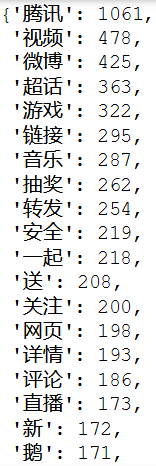 {'腾讯': 1061,
'视频': 478,
'微博': 425,
'超话': 363,
'游戏': 322,
'链接': 295,
'音乐': 287,
'抽奖': 262,
'转发': 254,
'安全': 219,
'一起': 218,
'送': 208,
'关注': 200,
'网页': 198,
'详情': 193,
'评论': 186,
'直播': 173,
'新': 172,
'鹅': 171,